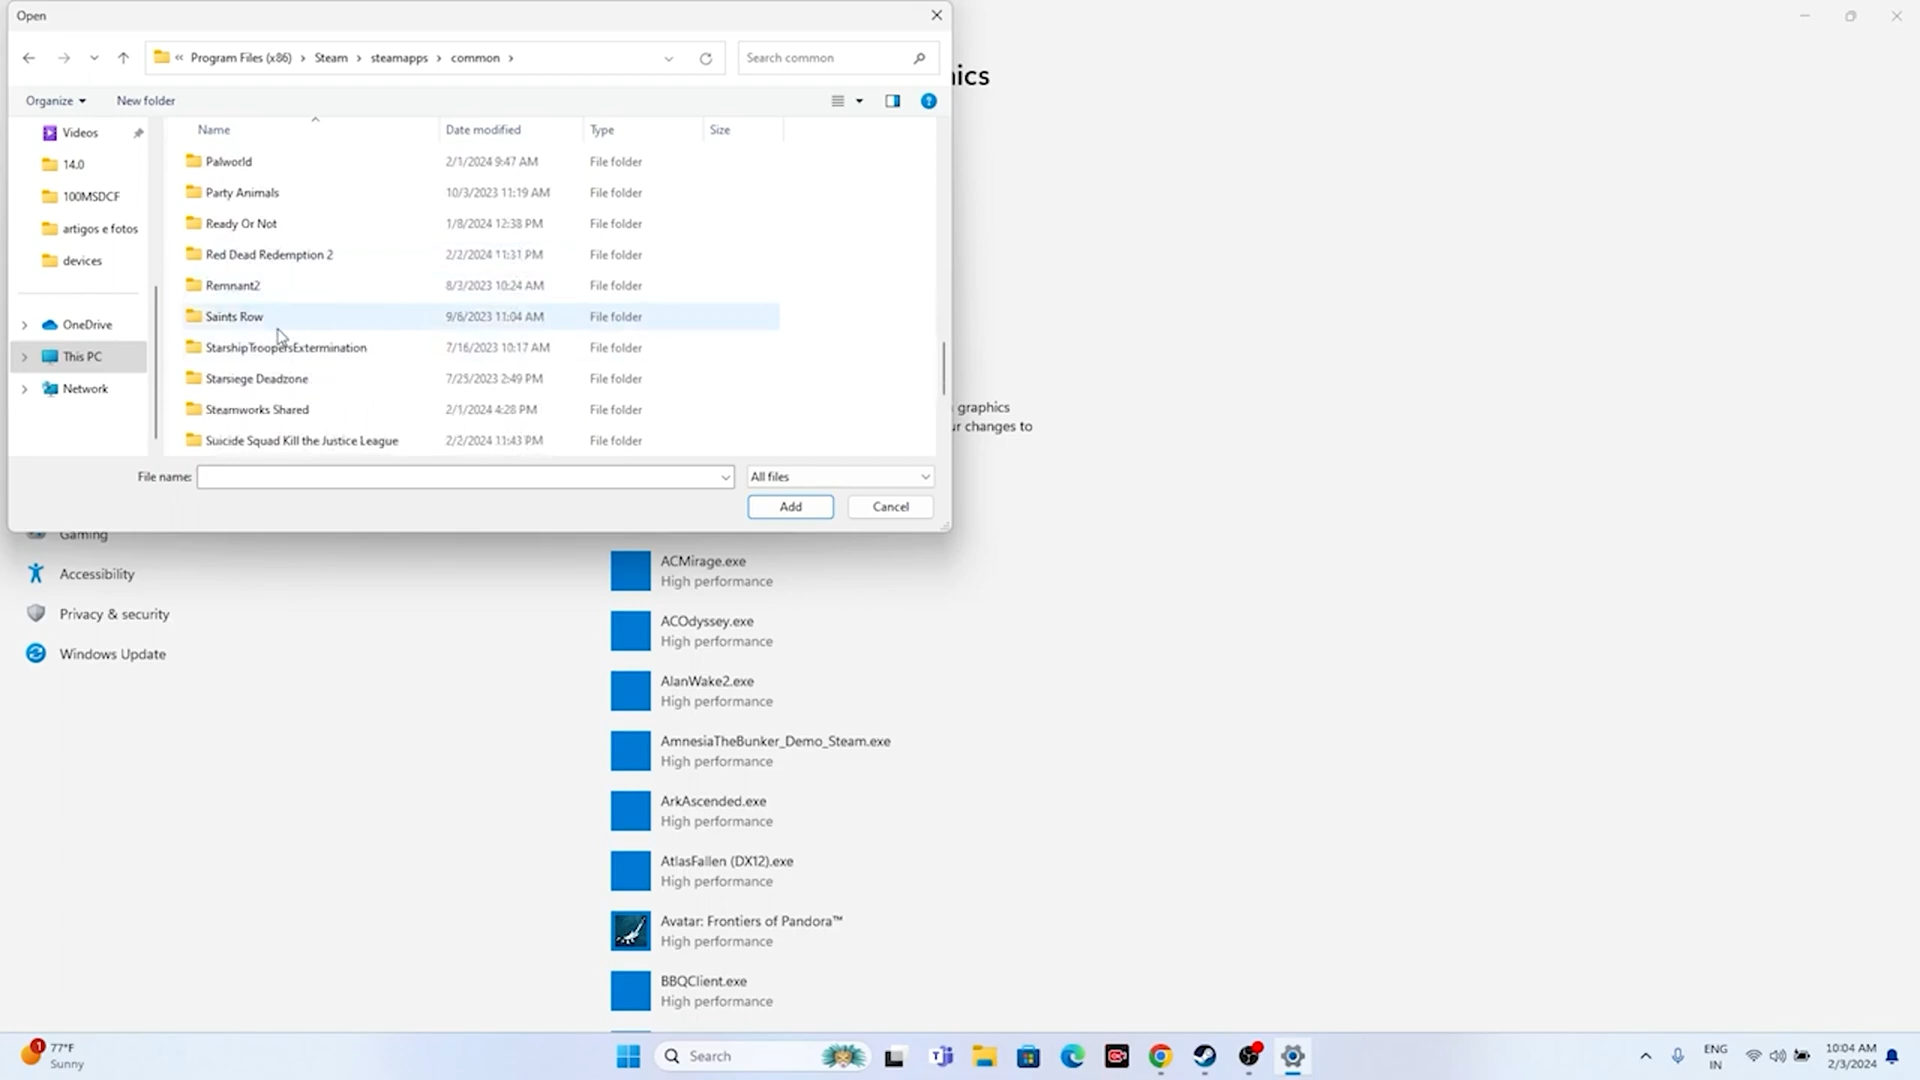 Open
Program Files (x86) › Steam › steamapps › common ›
Search common
ics
Organize
New folder
Name
Date modified
Type
Size
Videos
14.0
100MSDCF
artigos e fotos
devices
OneDrive
This PC
Network
Palworld 2/1/2024 9:47 AM File folder
Party Animals 10/3/2023 11:19 AM File folder
Ready Or Not 1/8/2024 12:38 PM File folder
Red Dead Redemption 2 2/2/2024 11:31 PM File folder
Remnant2 8/3/2023 10:24 AM File folder
Saints Row 9/6/2023 11:04 AM File folder
StarshipTroopersExtermination 7/16/2023 10:17 AM File folder
Starsiege Deadzone 7/25/2023 2:49 PM File folder
Steamworks Shared 2/1/2024 4:28 PM File folder
Suicide Squad Kill the Justice League 2/2/2024 11:43 PM File folder
graphics
ur changes to
File name:
All files
Add
Cancel
Gaming
Accessibility
Privacy & security
Windows Update
ACMirage.exe
High performance
ACOdyssey.exe
High performance
AlanWake2.exe
High performance
AmnesiaTheBunker_Demo_Steam.exe
High performance
ArkAscended.exe
High performance
AtlasFallen (DX12).exe
High performance
Avatar: Frontiers of Pandora™
High performance
BBQClient.exe
High performance
1
77°F
Sunny
Search
ENG
IN
10:04 AM
2/3/2024